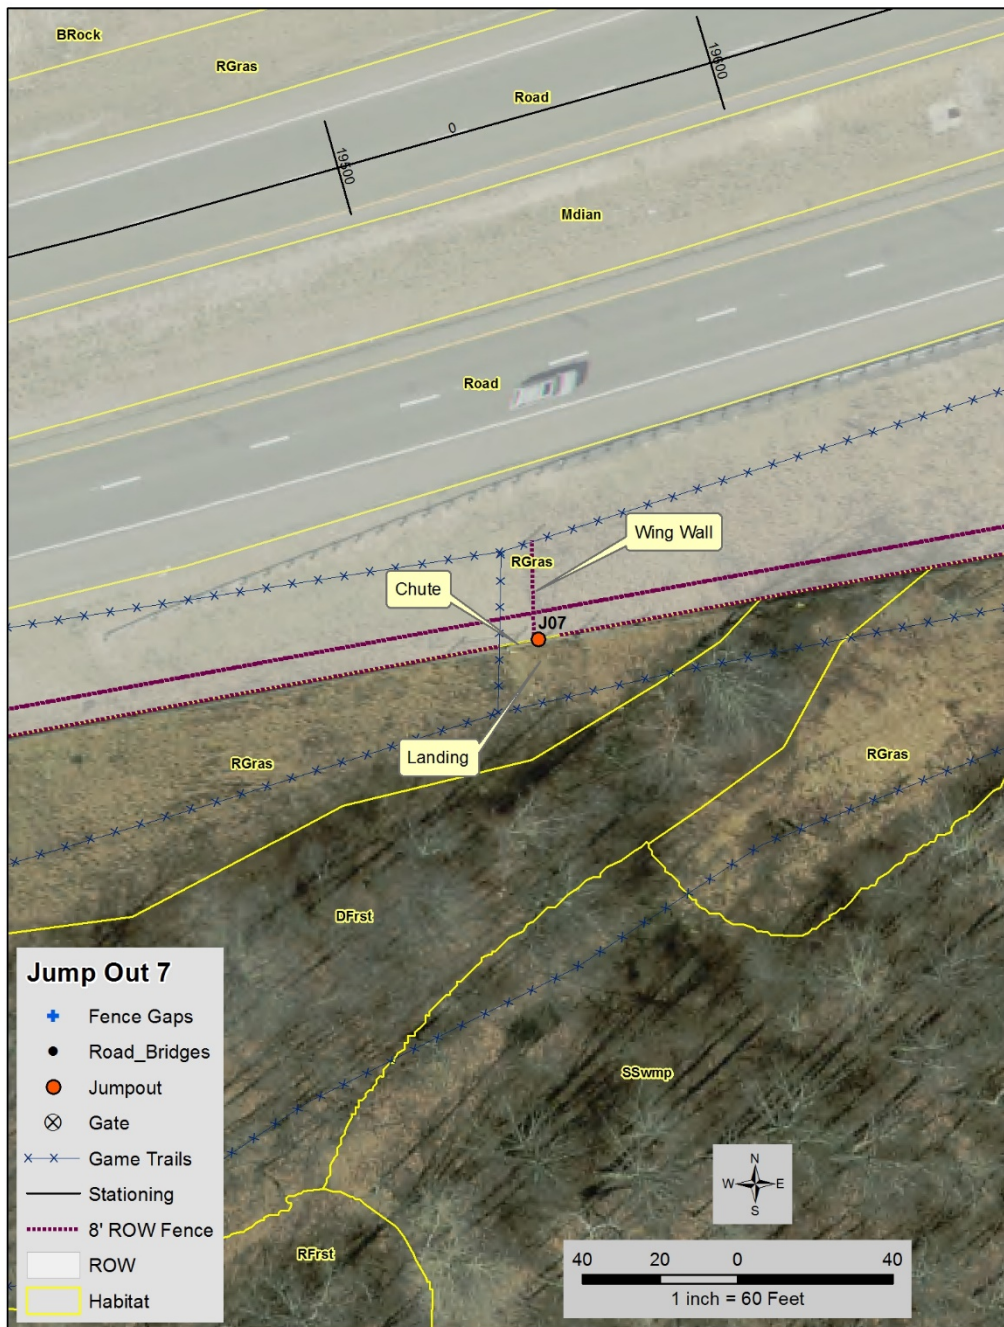 BRock
RGras
19600
Road
0
19500
Mdian
Road
Wing Wall
RGras
Chute
J07
Landing
RGras
RGras
DFrst
SSwmp
RFrst
Jump Out 7
Fence Gaps
Road_Bridges
Jumpout
Gate
Game Trails
Stationing
8' ROW Fence
ROW
Habitat
N
W E
S
40 20 0 40
1 inch = 60 Feet